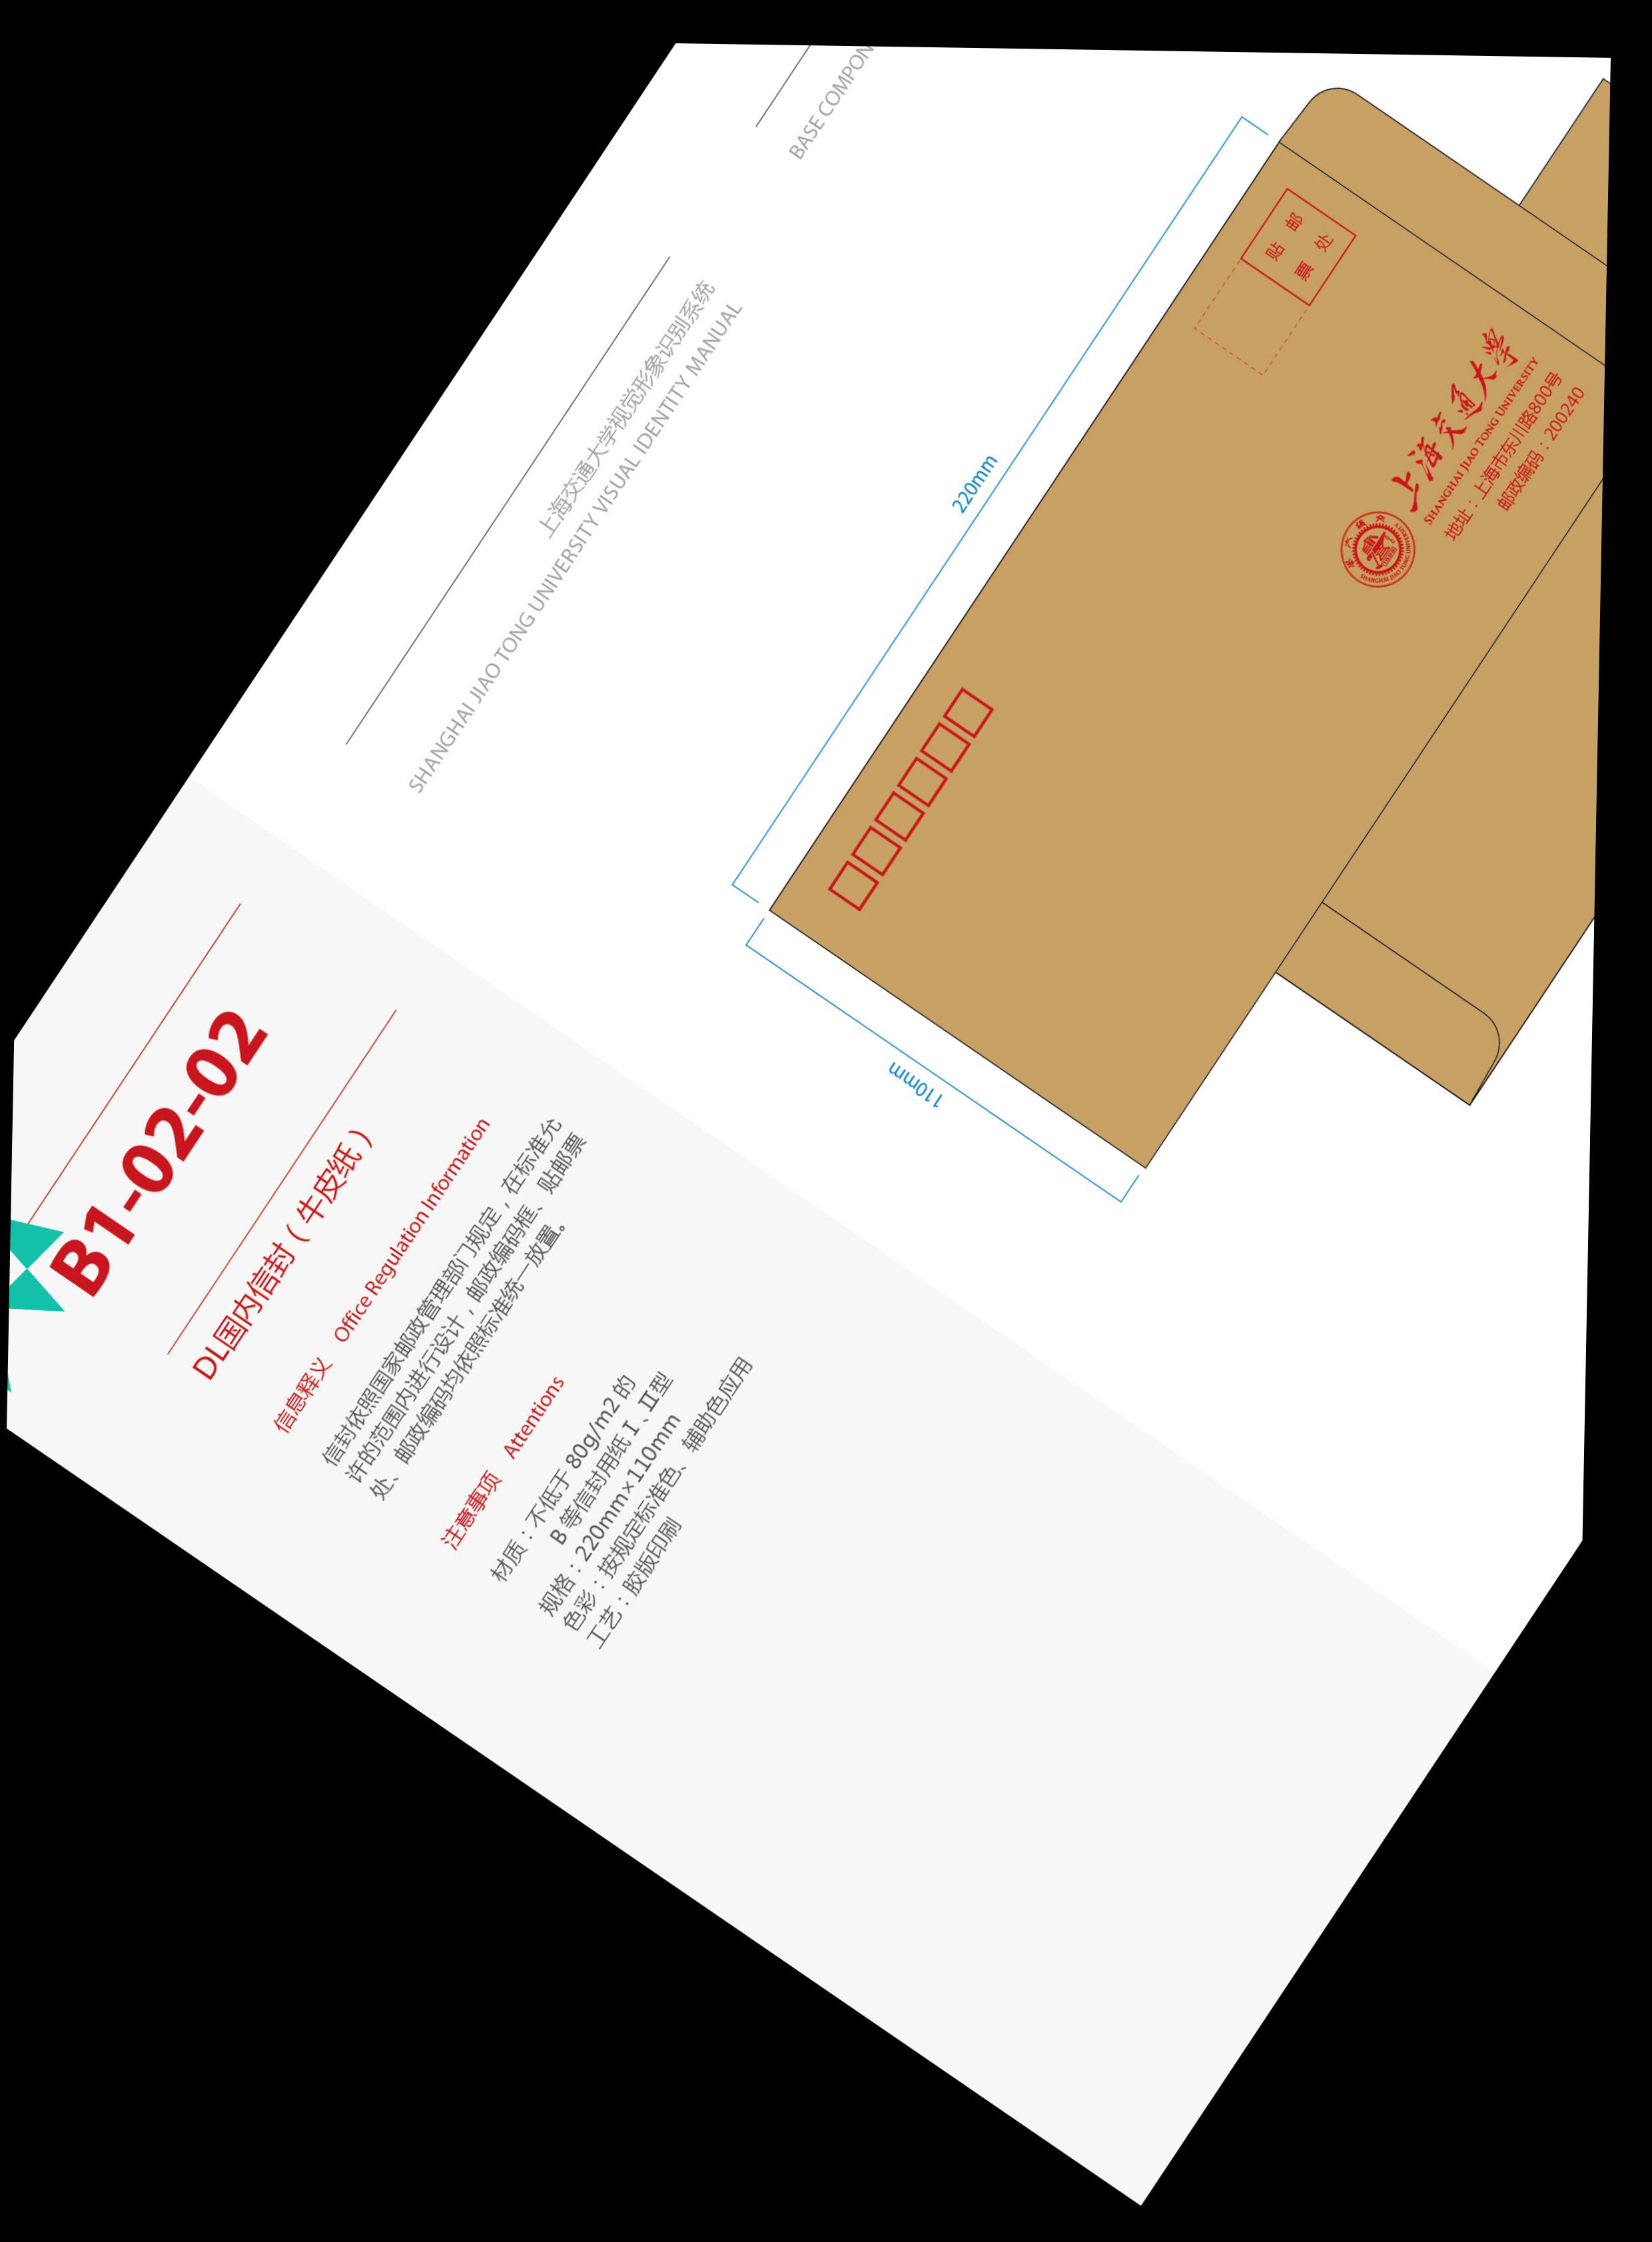 B1-02-02
DL国内信封（牛皮纸）
信息释义 Office Regulation Information
信封依照国家邮政管理部门规定，在标准允
许的范围内进行设计，邮政编码框、贴邮票
处、邮政编码均依照标准统一放置。
注意事项 Attentions
材质：不低于 80g/m2 的
B 等信封用纸 I 、II型
规格：220mm×110mm
色彩：按规定标准色、辅助色应用
工艺：胶版印刷
上海交通大学视觉形象识别系统
SHANGHAI JIAO TONG UNIVERSITY VISUAL IDENTITY MANUAL
BASE COMPON
220mm
110mm
贴邮
票处
上海交通大学
SHANGHAI JIAO TONG UNIVERSITY
地址：上海市东川路800号
邮政编码：200240
SHANGHAI JIAO TONG UNIVERSITY